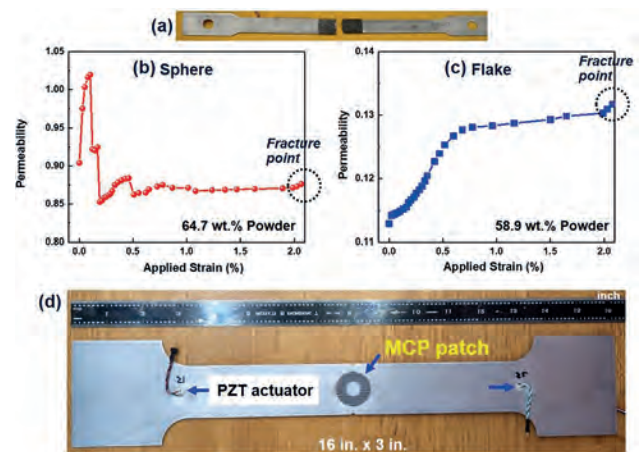 (a)
(b) Sphere
Fracture point
64.7 wt.% Powder
Permeability
1.05
1.00
0.95
0.90
0.85
0.80
0.0 0.5 1.0 1.5 2.0
Applied Strain (%)
(c) Flake
Fracture point
58.9 wt.% Powder
Permeability
0.14
0.13
0.12
0.11
0.0 0.5 1.0 1.5 2.0
Applied Strain (%)
(d)
inch
MCP patch
PZT actuator
16 in. x 3 in.